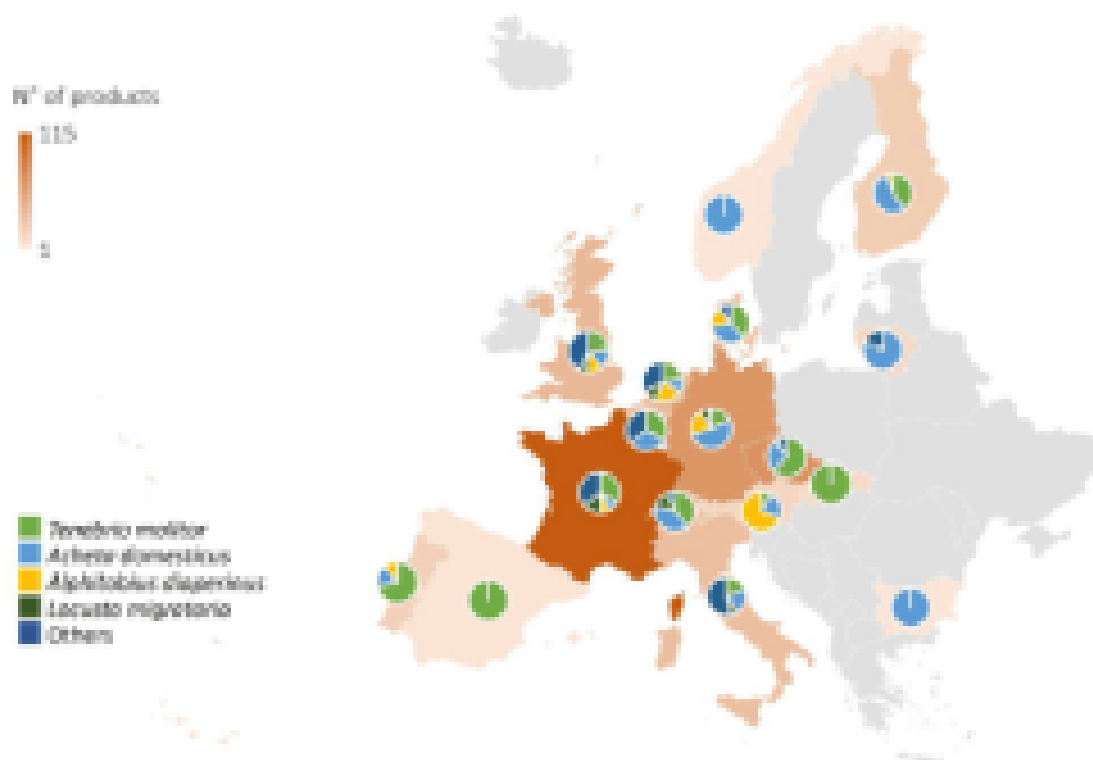 N° of products
115
1
Tenebrio molitor
Acheta domesticus
Alphitobius diaperinus
Locusta migratoria
Others